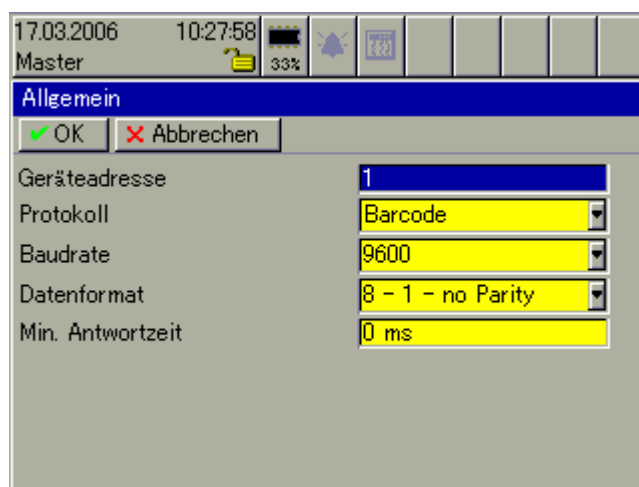 17.03.2006 10:27:58
Master 33%
Allgemein
OK Abbrechen
Geräteadresse 1
Protokoll Barcode
Baudrate 9600
Datenformat 8 - 1 - no Parity
Min. Antwortzeit 0 ms